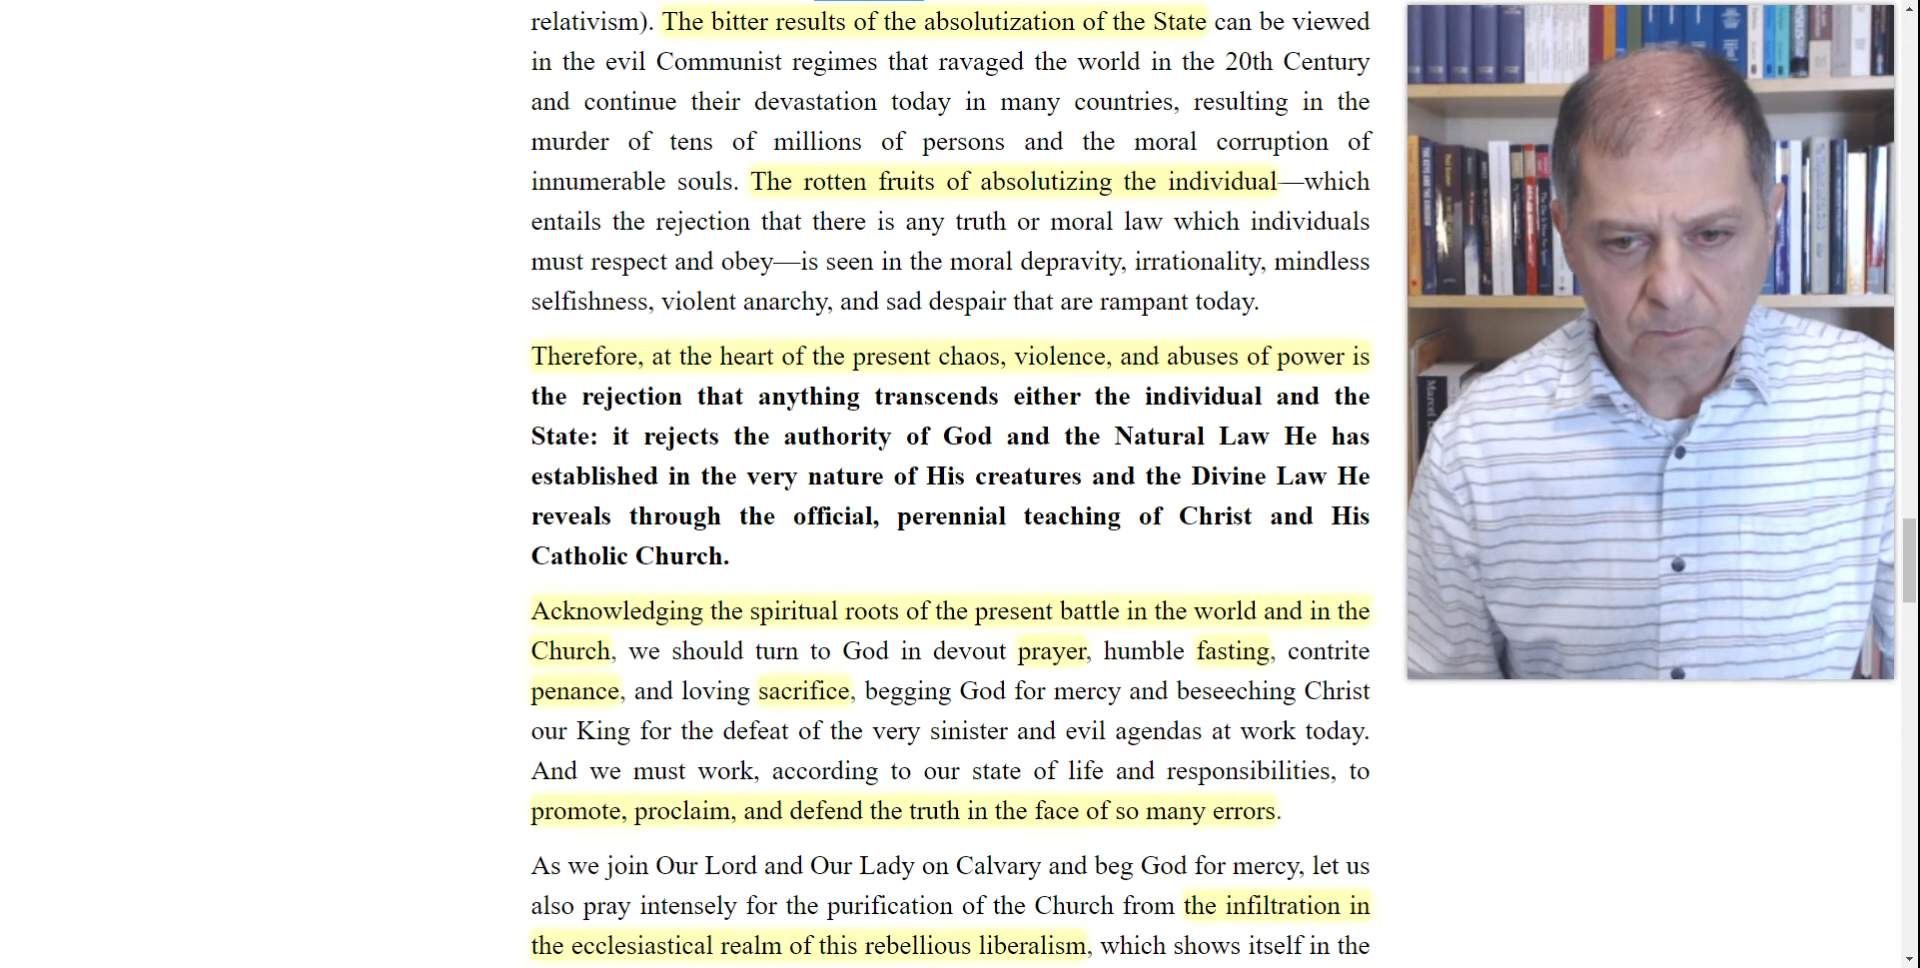 relativism). The bitter results of the absolutization of the State can be viewed
in the evil Communist regimes that ravaged the world in the 20th Century
and continue their devastation today in many countries, resulting in the
murder of tens of millions of persons and the moral corruption of
innumerable souls. The rotten fruits of absolutizing the individual—which
entails the rejection that there is any truth or moral law which individuals
must respect and obey—is seen in the moral depravity, irrationality, mindless
selfishness, violent anarchy, and sad despair that are rampant today.
Therefore, at the heart of the present chaos, violence, and abuses of power is
the rejection that anything transcends either the individual and the
State: it rejects the authority of God and the Natural Law He has
established in the very nature of His creatures and the Divine Law He
reveals through the official, perennial teaching of Christ and His
Catholic Church.
Acknowledging the spiritual roots of the present battle in the world and in the
Church, we should turn to God in devout prayer, humble fasting, contrite
penance, and loving sacrifice, begging God for mercy and beseeching Christ
our King for the defeat of the very sinister and evil agendas at work today.
And we must work, according to our state of life and responsibilities, to
promote, proclaim, and defend the truth in the face of so many errors.
As we join Our Lord and Our Lady on Calvary and beg God for mercy, let us
also pray intensely for the purification of the Church from the infiltration in
the ecclesiastical realm of this rebellious liberalism, which shows itself in the
Marcel